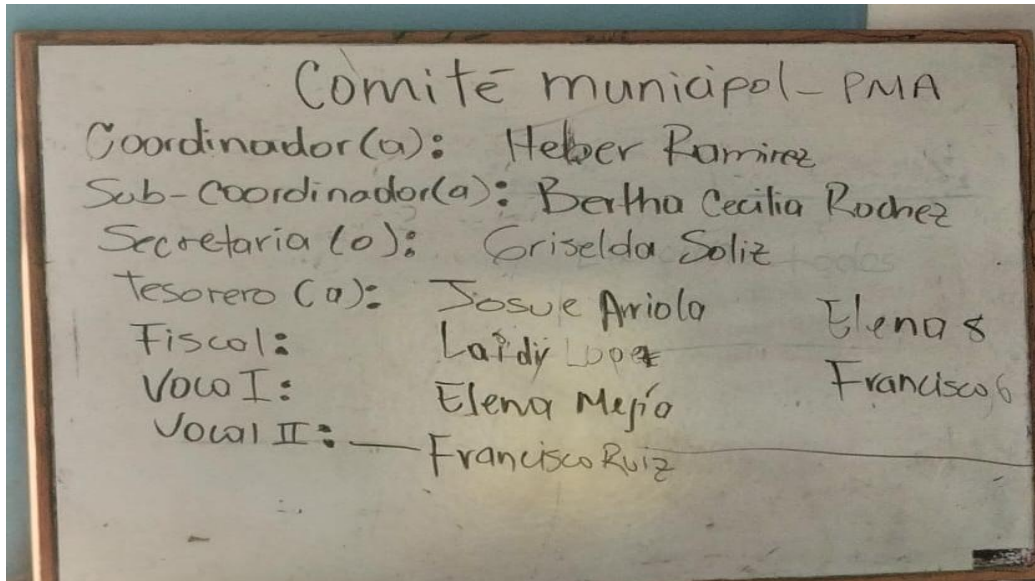 Comité municipal - PMA
Coordinador(a): Heber Ramirez
Sub-Coordinador(a): Bertha Cecilia Rochez
Secretaria (o): Griselda Soliz
Tesorero (a): Josue Arriola
Elena 8
Fiscal: Laidy Lopez
Francisco 6
Voca I: Elena Mejía
Vocal II: Francisco Ruiz